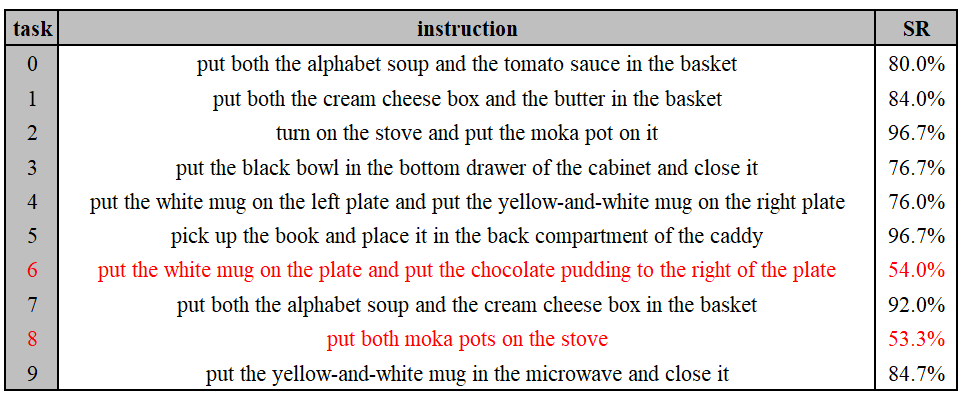 task instruction SR
0 put both the alphabet soup and the tomato sauce in the basket 80.0%
1 put both the cream cheese box and the butter in the basket 84.0%
2 turn on the stove and put the moka pot on it 96.7%
3 put the black bowl in the bottom drawer of the cabinet and close it 76.7%
4 put the white mug on the left plate and put the yellow-and-white mug on the right plate 76.0%
5 pick up the book and place it in the back compartment of the caddy 96.7%
6 put the white mug on the plate and put the chocolate pudding to the right of the plate 54.0%
7 put both the alphabet soup and the cream cheese box in the basket 92.0%
8 put both moka pots on the stove 53.3%
9 put the yellow-and-white mug in the microwave and close it 84.7%